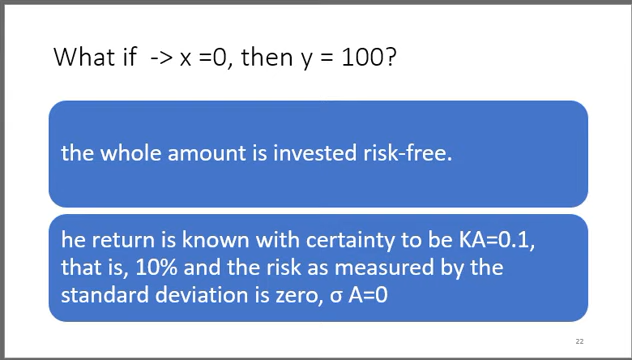 What if -> x =0, then y = 100?
the whole amount is invested risk-free.
he return is known with certainty to be KA=0.1,
that is, 10% and the risk as measured by the
standard deviation is zero, σ A=0
22